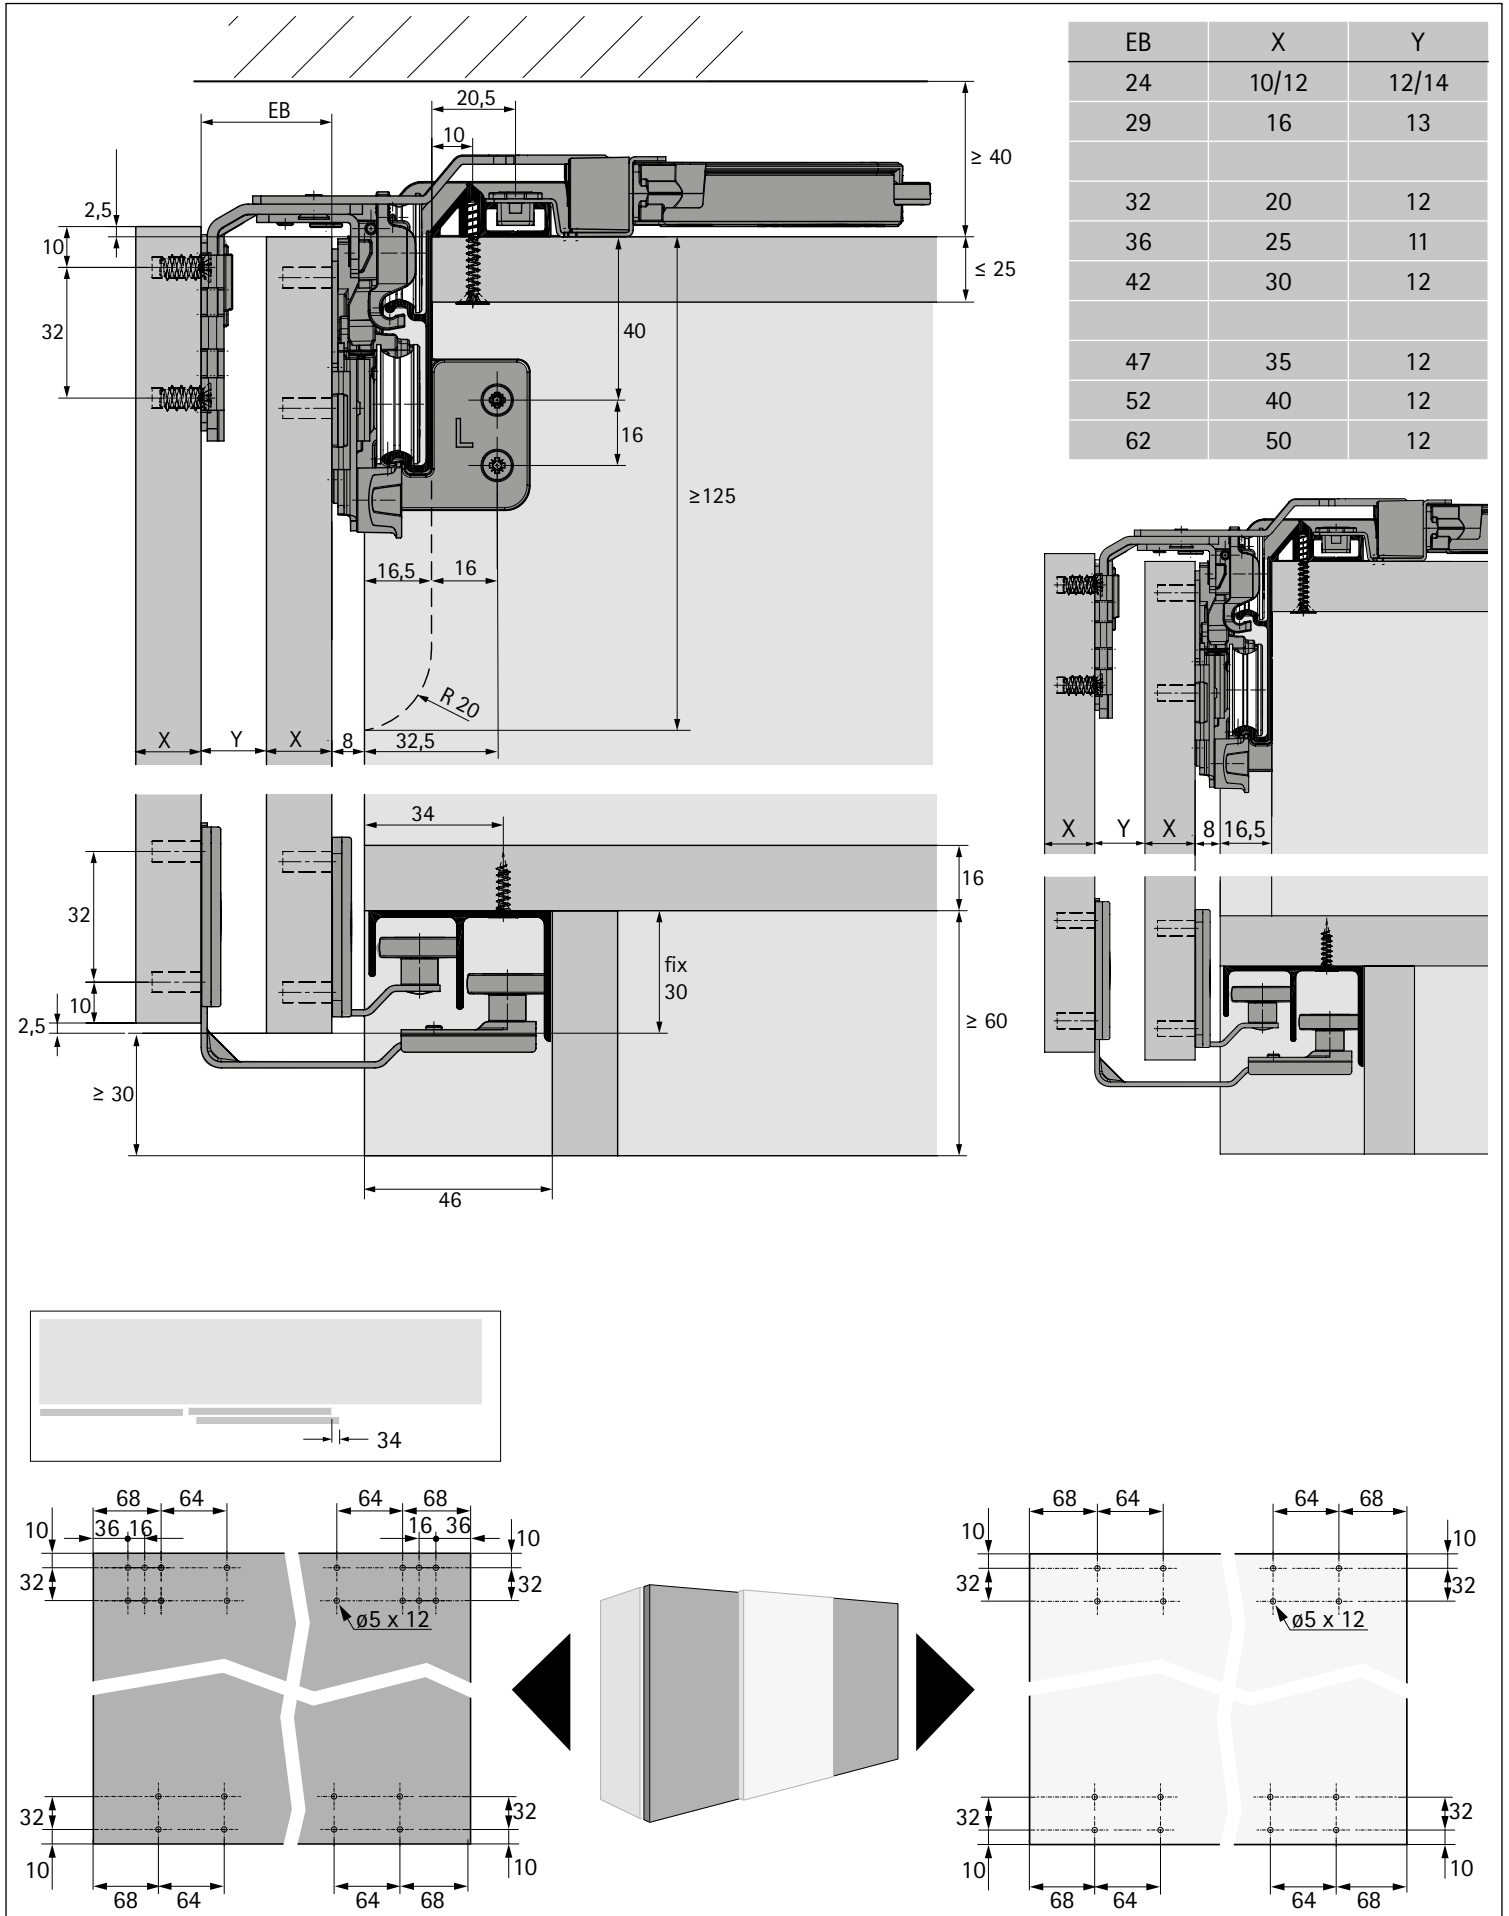 EB X Y
24 10/12 12/14
29 16 13
32 20 12
36 25 11
42 30 12
47 35 12
52 40 12
62 50 12
20,5
EB
10
≥ 40
2,5
10
≤ 25
32
40
L
16
≥125
16,5 16
R 20
X Y X 8 32,5
X Y X 8 16,5
34
16
32
fix
30
10
2,5
≥ 60
≥ 30
46
34
68 64 64 68
36 16 16 36
10 10
32 32
ø5 x 12
32 32
10 10
68 64 64 68
68 64 64 68
10 10
32 32
ø5 x 12
32 32
10 10
68 64 64 68